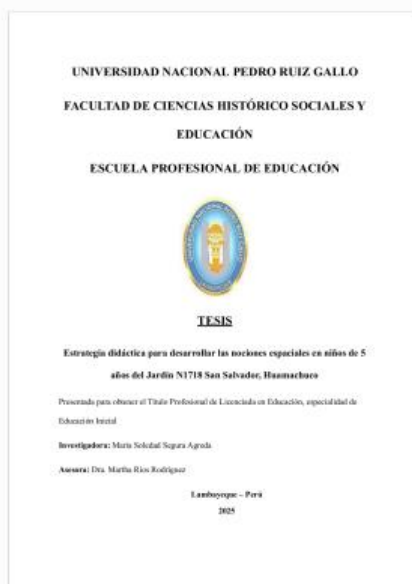 UNIVERSIDAD NACIONAL PEDRO RUIZ GALLO
FACULTAD DE CIENCIAS HISTÓRICO SOCIALES Y
EDUCACIÓN
ESCUELA PROFESIONAL DE EDUCACIÓN
TESIS
Estrategia didáctica para desarrollar las nociones espaciales en niños de 5
años del Jardín N1718 San Salvador, Huamachuco
Presentada para obtener el Título Profesional de Licenciada en Educación, especialidad de
Educación Inicial
Investigadora: María Soledad Segura Agreda
Asesora: Dra. Martha Ríos Rodríguez
Lambayeque – Perú
2025